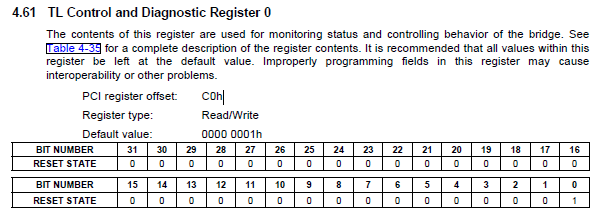 4.61 TL Control and Diagnostic Register 0
The contents of this register are used for monitoring status and controlling behavior of the bridge. See
Table 4-35 for a complete description of the register contents. It is recommended that all values within this
register be left at the default value. Improperly programming fields in this register may cause
interoperability or other problems.
PCI register offset: C0h
Register type: Read/Write
Default value: 0000 0001h
BIT NUMBER 31 30 29 28 27 26 25 24 23 22 21 20 19 18 17 16
RESET STATE 0 0 0 0 0 0 0 0 0 0 0 0 0 0 0 0
BIT NUMBER 15 14 13 12 11 10 9 8 7 6 5 4 3 2 1 0
RESET STATE 0 0 0 0 0 0 0 0 0 0 0 0 0 0 0 1